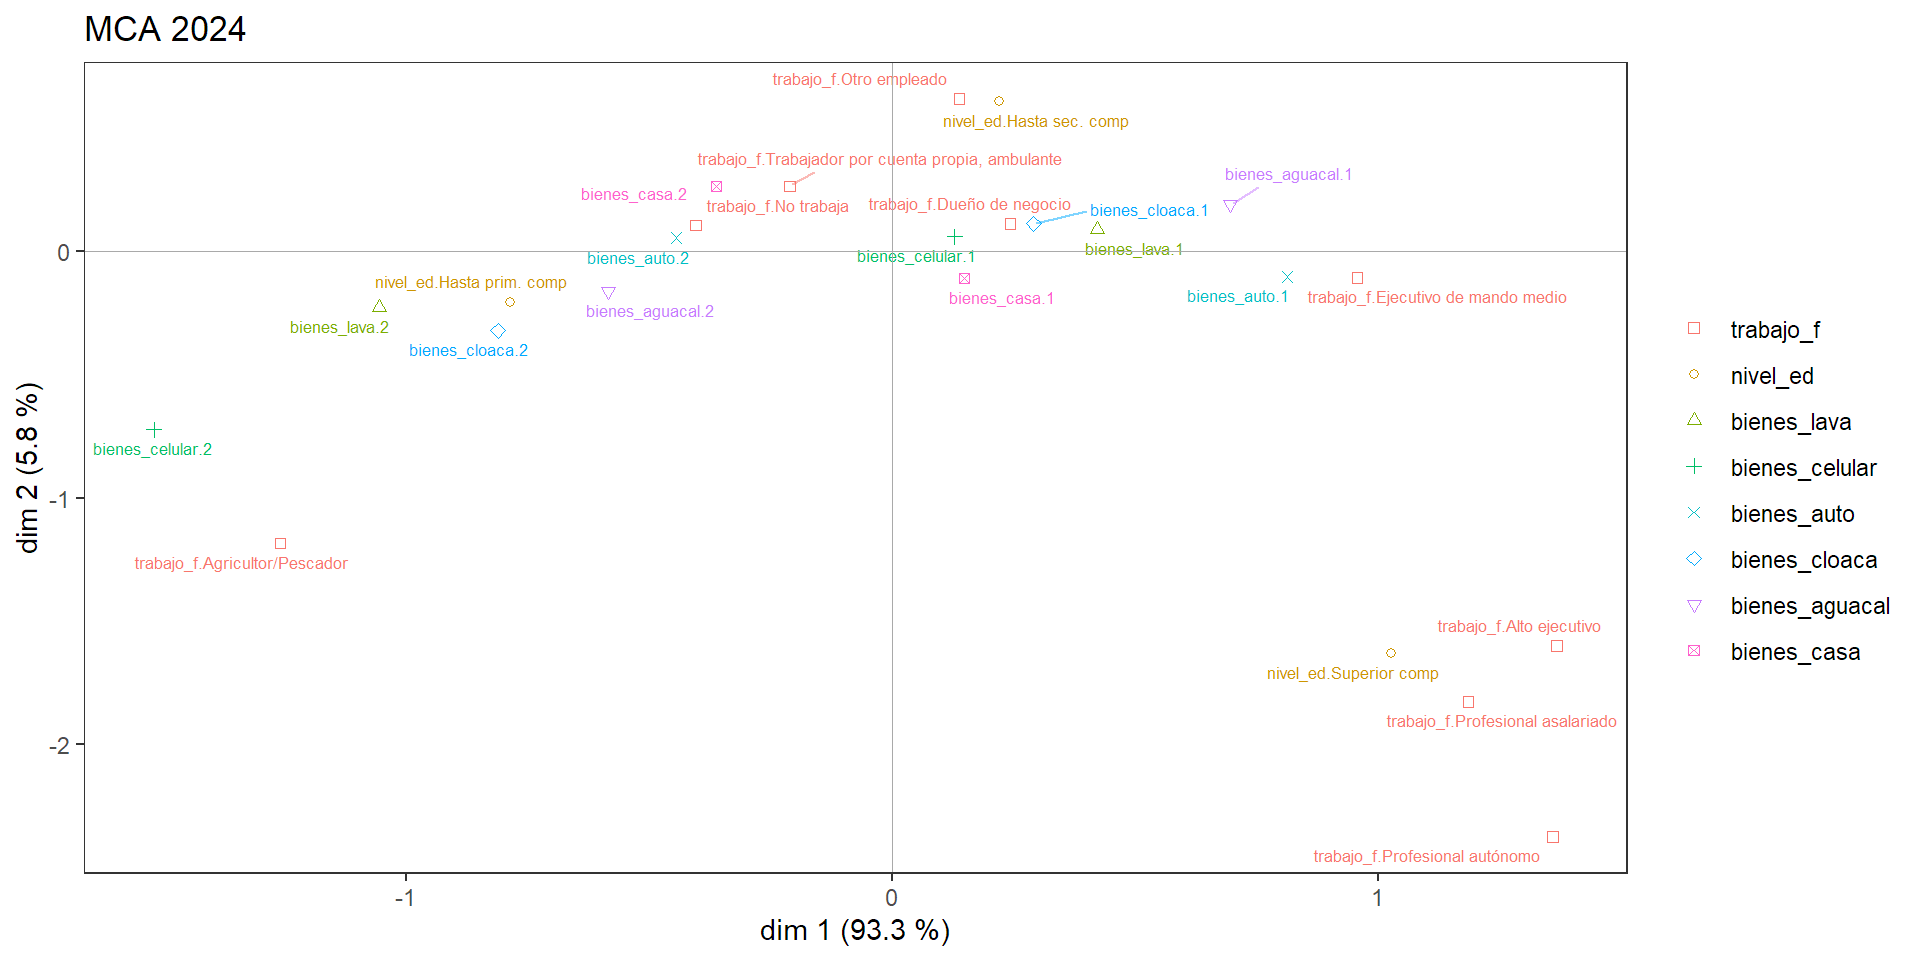 MCA 2024
trabajo_f.Otro empleado
nivel_ed.Hasta sec. comp
trabajo_f.Trabajador por cuenta propia, ambulante
bienes_aguacal.1
bienes_casa.2
trabajo_f.No trabaja
trabajo_f.Dueño de negocio
bienes_cloaca.1
bienes_lava.1
bienes_celular.1
bienes_auto.2
nivel_ed.Hasta prim. comp
bienes_casa.1
bienes_auto.1
trabajo_f.Ejecutivo de mando medio
bienes_aguacal.2
bienes_lava.2
bienes_cloaca.2
bienes_celular.2
trabajo_f.Agricultor/Pescador
trabajo_f.Alto ejecutivo
nivel_ed.Superior comp
trabajo_f.Profesional asalariado
trabajo_f.Profesional autónomo
0
-1
-2
dim 2 (5.8 %)
-1
0
1
dim 1 (93.3 %)
trabajo_f
nivel_ed
bienes_lava
bienes_celular
bienes_auto
bienes_cloaca
bienes_aguacal
bienes_casa